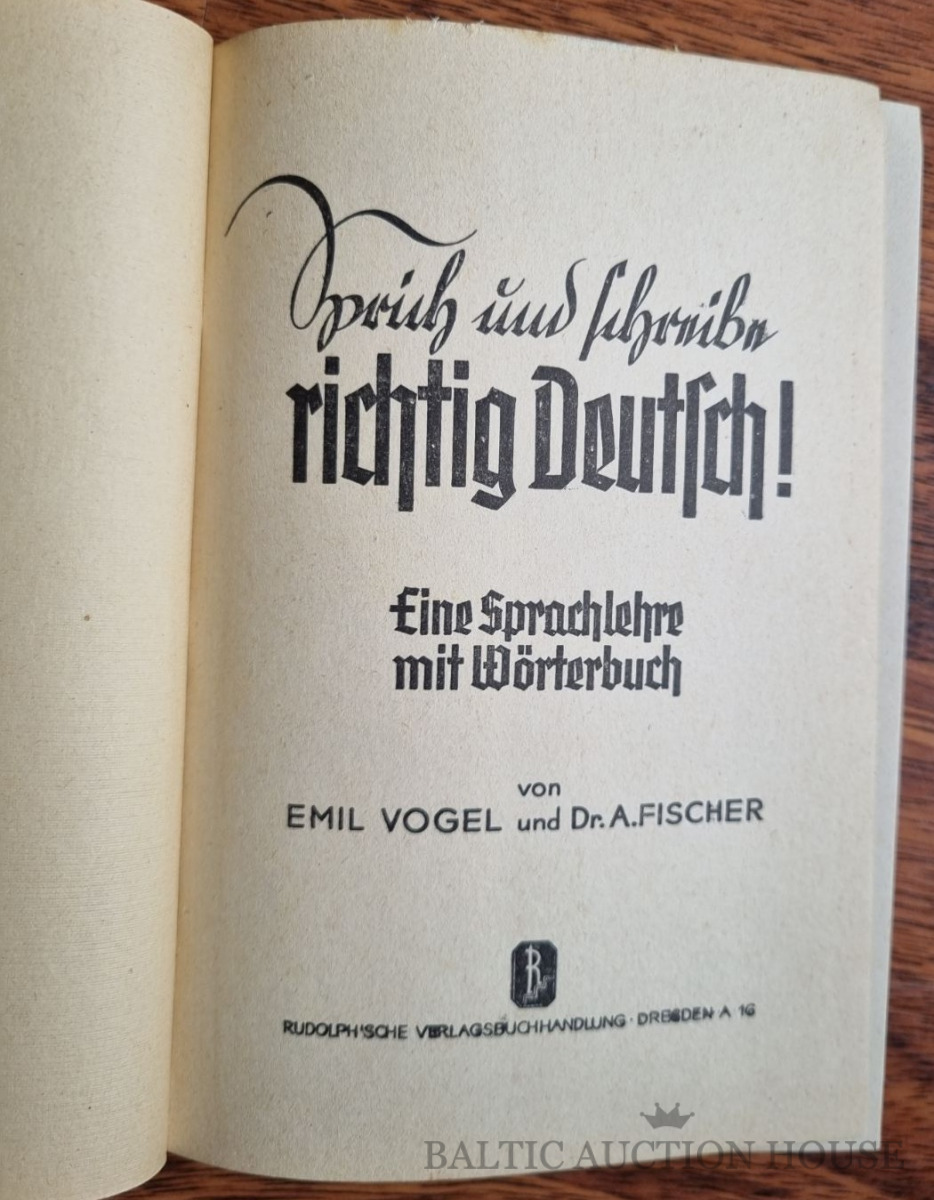 Sprich und schreibe
richtig Deutsch!
Eine Sprachlehre
mit Wörterbuch
von
EMIL VOGEL und Dr. A. FISCHER
R
RUDOLPH'SCHE VERLAGSBUCHHANDLUNG · DRESDEN A 16
BALTIC AUCTION HOUSE